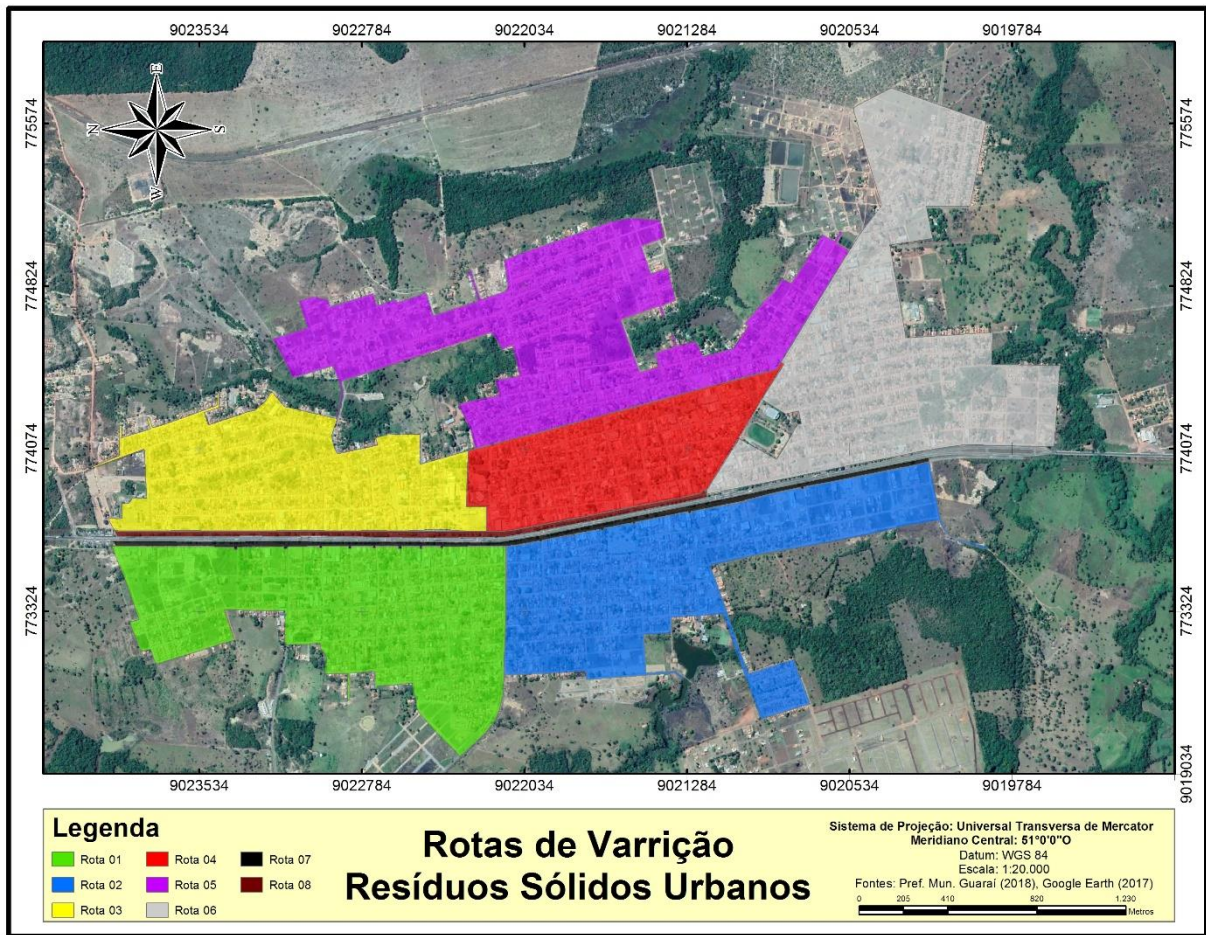 9023534 9022784 9022034 9021284 9020534 9019784
775574 775574
E
N S
W
774824 774824
774074 774074
773324 773324
9019034
9023534 9022784 9022034 9021284 9020534 9019784
Legenda
Rota 01 Rota 04 Rota 07
Rota 02 Rota 05 Rota 08
Rota 03 Rota 06
Rotas de Varrição
Resíduos Sólidos Urbanos
Sistema de Projeção: Universal Transversa de Mercator
Meridiano Central: 51°0'0"O
Datum: WGS 84
Escala: 1:20.000
Fontes: Pref. Mun. Guaraí (2018), Google Earth (2017)
0 205 410 820 1.230
Metros